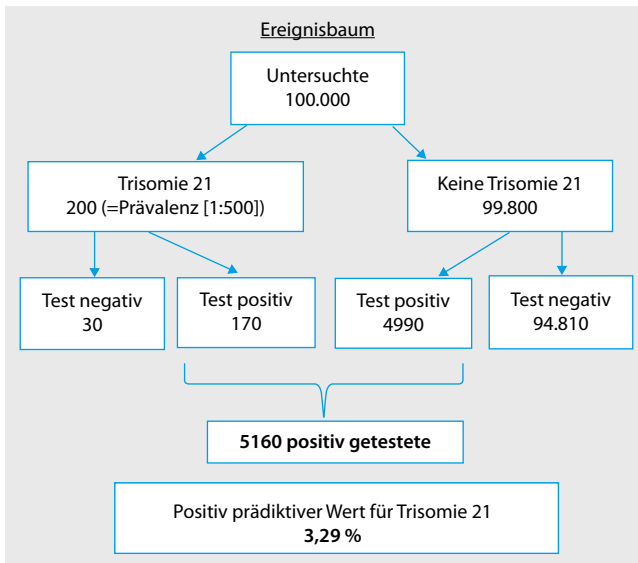 Ereignisbaum
Untersuchte
100.000
Trisomie 21
200 (=Prävalenz [1:500])
Keine Trisomie 21
99.800
Test negativ
30
Test positiv
170
Test positiv
4990
Test negativ
94.810
5160 positiv getestete
Positiv prädiktiver Wert für Trisomie 21
3,29 %